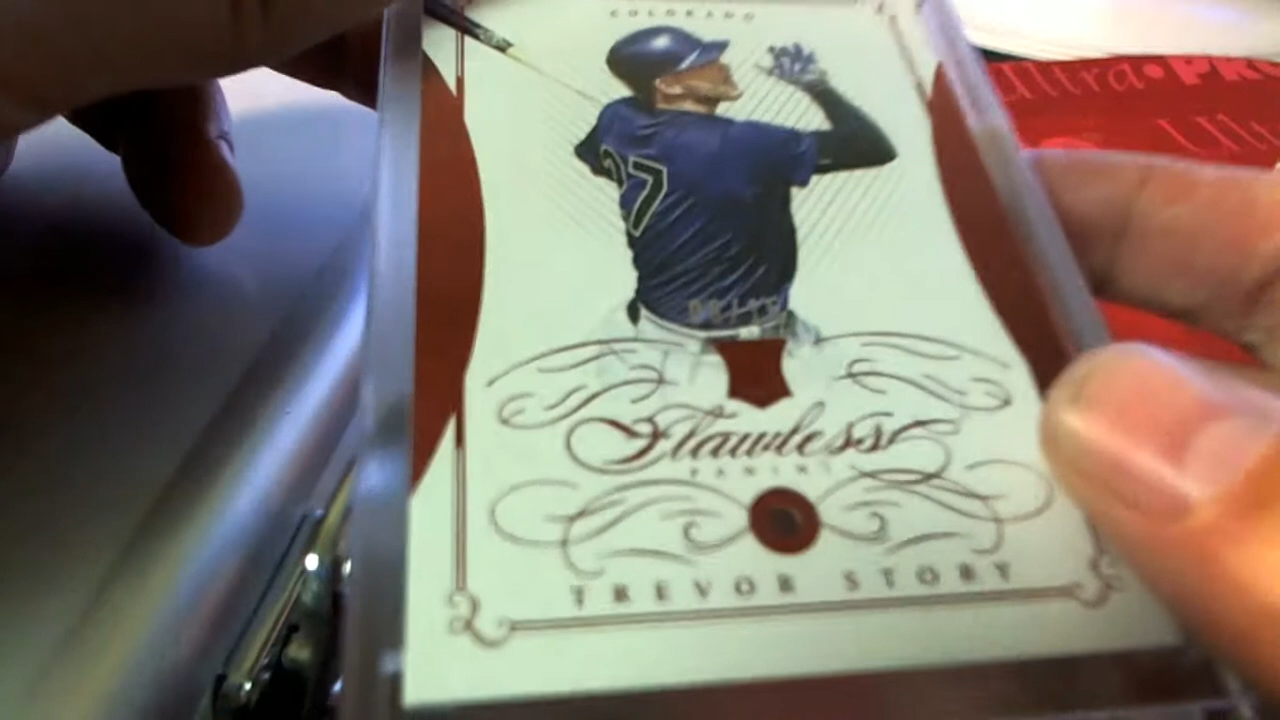 COLORADO
Ultra•PRO
Ultra
27
Flawless
PANINI
TREVOR STORY